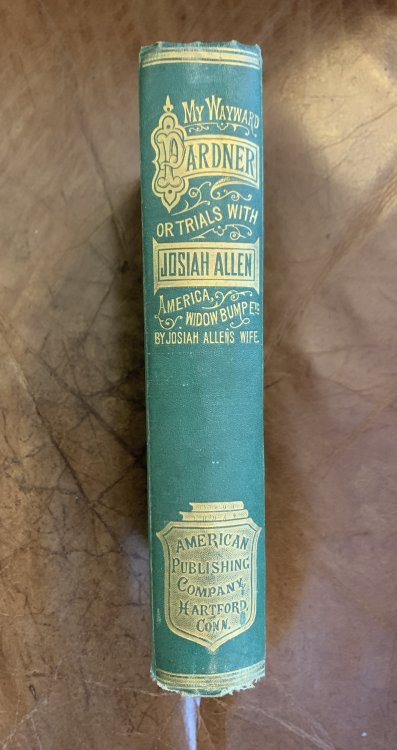 MY WAYWARD
PARDNER
OR TRIALS WITH
JOSIAH ALLEN
AMERICA,
WIDOW BUMP ETC
BY JOSIAH ALLEN'S WIFE.
AMERICAN
PUBLISHING
COMPANY,
HARTFORD,
CONN.